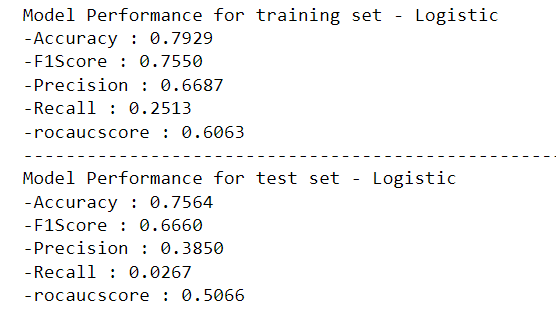 Model Performance for training set - Logistic
-Accuracy : 0.7929
-F1Score : 0.7550
-Precision : 0.6687
-Recall : 0.2513
-rocaucscore : 0.6063
--------------------------------------------------
Model Performance for test set - Logistic
-Accuracy : 0.7564
-F1Score : 0.6660
-Precision : 0.3850
-Recall : 0.0267
-rocaucscore : 0.5066